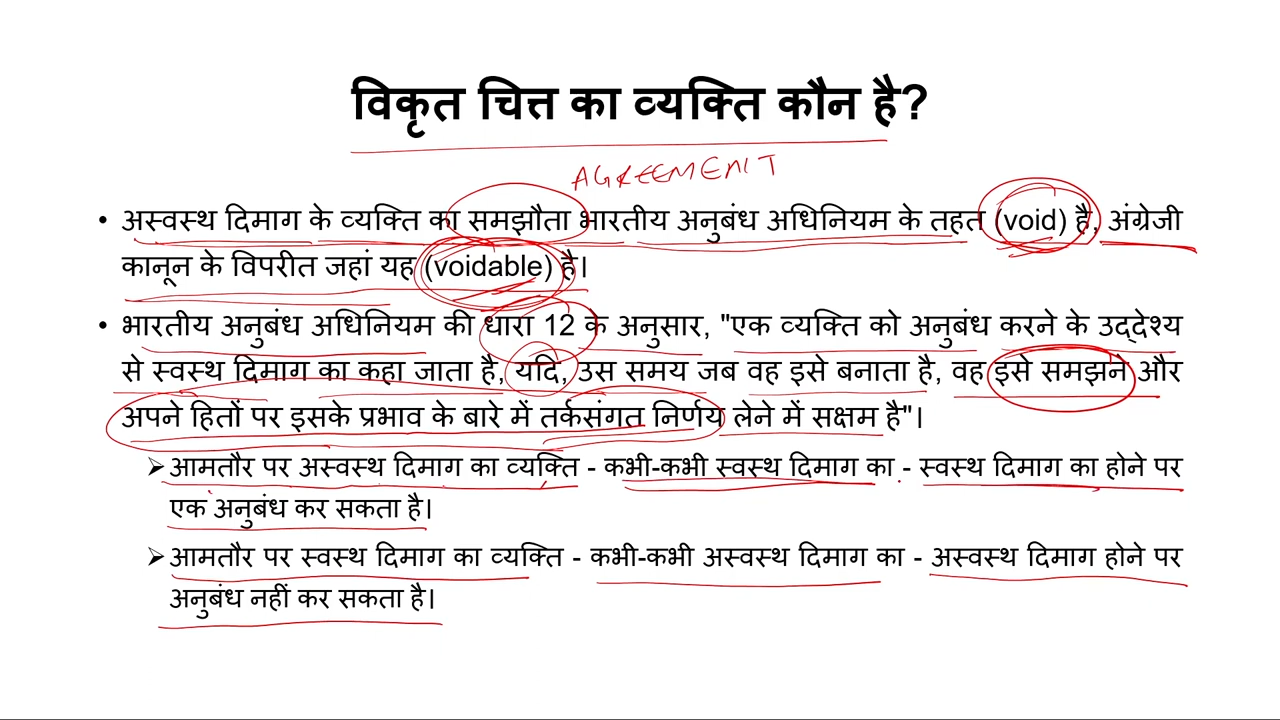 विकृत चित्त का व्यक्ति कौन है?
AGREEMENT
• अस्वस्थ दिमाग के व्यक्ति का समझौता भारतीय अनुबंध अधिनियम के तहत (void) है, अंग्रेजी
कानून के विपरीत जहां यह (voidable) है।
• भारतीय अनुबंध अधिनियम की धारा 12 के अनुसार, "एक व्यक्ति को अनुबंध करने के उद्देश्य
से स्वस्थ दिमाग का कहा जाता है, यदि, उस समय जब वह इसे बनाता है, वह इसे समझने और
अपने हितों पर इसके प्रभाव के बारे में तर्कसंगत निर्णय लेने में सक्षम है"।
➢ आमतौर पर अस्वस्थ दिमाग का व्यक्ति - कभी-कभी स्वस्थ दिमाग का - स्वस्थ दिमाग का होने पर
एक अनुबंध कर सकता है।
➢ आमतौर पर स्वस्थ दिमाग का व्यक्ति - कभी-कभी अस्वस्थ दिमाग का - अस्वस्थ दिमाग होने पर
अनुबंध नहीं कर सकता है।